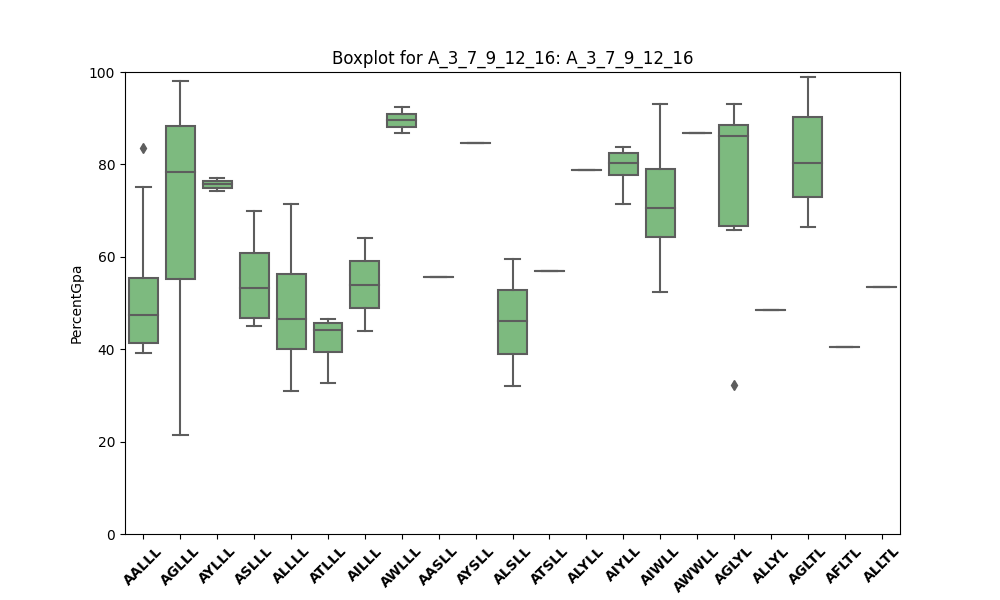 Boxplot for A_3_7_9_12_16: A_3_7_9_12_16
100
80
60
40
20
0
PercentGpa
AALLL
AGLLL
AYLLL
ASLLL
ALLLL
ATLLL
AILLL
AWLLL
AASLL
AYSLL
ALSLL
ATSLL
ALYLL
AIYLL
AIWLL
AWWLL
AGLYL
ALLYL
AGLTL
AFLTL
ALLTL